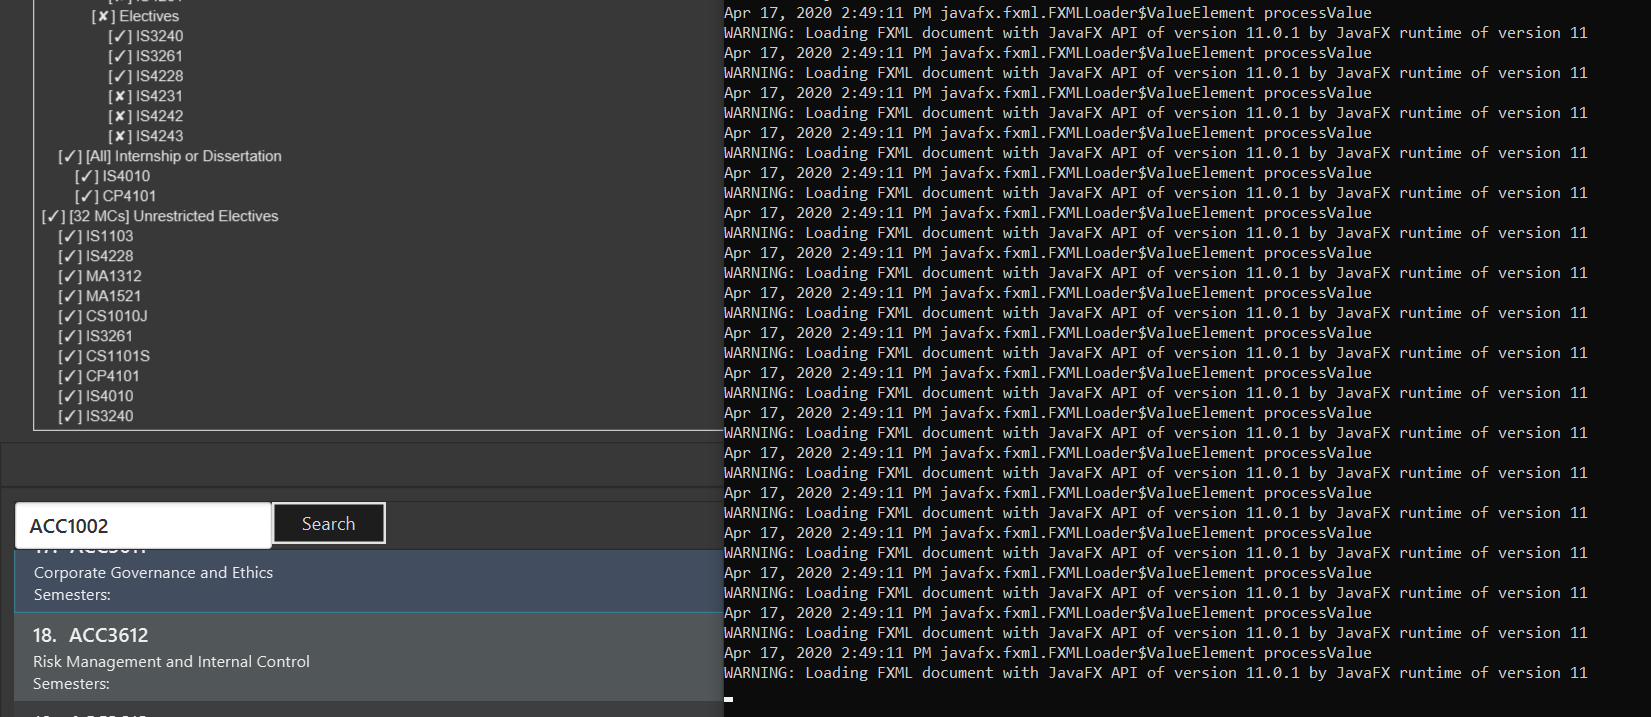 [✘] Electives
[✓] IS3240
[✓] IS3261
[✓] IS4228
[✘] IS4231
[✘] IS4242
[✘] IS4243
[✓] [All] Internship or Dissertation
[✓] IS4010
[✓] CP4101
[✓] [32 MCs] Unrestricted Electives
[✓] IS1103
[✓] IS4228
[✓] MA1312
[✓] MA1521
[✓] CS1010J
[✓] IS3261
[✓] CS1101S
[✓] CP4101
[✓] IS4010
[✓] IS3240
ACC1002
Search
Corporate Governance and Ethics
Semesters:
18. ACC3612
Risk Management and Internal Control
Semesters:
Apr 17, 2020 2:49:11 PM javafx.fxml.FXMLLoader$ValueElement processValue
WARNING: Loading FXML document with JavaFX API of version 11.0.1 by JavaFX runtime of version 11
Apr 17, 2020 2:49:11 PM javafx.fxml.FXMLLoader$ValueElement processValue
WARNING: Loading FXML document with JavaFX API of version 11.0.1 by JavaFX runtime of version 11
Apr 17, 2020 2:49:11 PM javafx.fxml.FXMLLoader$ValueElement processValue
WARNING: Loading FXML document with JavaFX API of version 11.0.1 by JavaFX runtime of version 11
Apr 17, 2020 2:49:11 PM javafx.fxml.FXMLLoader$ValueElement processValue
WARNING: Loading FXML document with JavaFX API of version 11.0.1 by JavaFX runtime of version 11
Apr 17, 2020 2:49:11 PM javafx.fxml.FXMLLoader$ValueElement processValue
WARNING: Loading FXML document with JavaFX API of version 11.0.1 by JavaFX runtime of version 11
Apr 17, 2020 2:49:11 PM javafx.fxml.FXMLLoader$ValueElement processValue
WARNING: Loading FXML document with JavaFX API of version 11.0.1 by JavaFX runtime of version 11
Apr 17, 2020 2:49:11 PM javafx.fxml.FXMLLoader$ValueElement processValue
WARNING: Loading FXML document with JavaFX API of version 11.0.1 by JavaFX runtime of version 11
Apr 17, 2020 2:49:11 PM javafx.fxml.FXMLLoader$ValueElement processValue
WARNING: Loading FXML document with JavaFX API of version 11.0.1 by JavaFX runtime of version 11
Apr 17, 2020 2:49:11 PM javafx.fxml.FXMLLoader$ValueElement processValue
WARNING: Loading FXML document with JavaFX API of version 11.0.1 by JavaFX runtime of version 11
Apr 17, 2020 2:49:11 PM javafx.fxml.FXMLLoader$ValueElement processValue
WARNING: Loading FXML document with JavaFX API of version 11.0.1 by JavaFX runtime of version 11
Apr 17, 2020 2:49:11 PM javafx.fxml.FXMLLoader$ValueElement processValue
WARNING: Loading FXML document with JavaFX API of version 11.0.1 by JavaFX runtime of version 11
Apr 17, 2020 2:49:11 PM javafx.fxml.FXMLLoader$ValueElement processValue
WARNING: Loading FXML document with JavaFX API of version 11.0.1 by JavaFX runtime of version 11
Apr 17, 2020 2:49:11 PM javafx.fxml.FXMLLoader$ValueElement processValue
WARNING: Loading FXML document with JavaFX API of version 11.0.1 by JavaFX runtime of version 11
Apr 17, 2020 2:49:11 PM javafx.fxml.FXMLLoader$ValueElement processValue
WARNING: Loading FXML document with JavaFX API of version 11.0.1 by JavaFX runtime of version 11
Apr 17, 2020 2:49:11 PM javafx.fxml.FXMLLoader$ValueElement processValue
WARNING: Loading FXML document with JavaFX API of version 11.0.1 by JavaFX runtime of version 11
Apr 17, 2020 2:49:11 PM javafx.fxml.FXMLLoader$ValueElement processValue
WARNING: Loading FXML document with JavaFX API of version 11.0.1 by JavaFX runtime of version 11
Apr 17, 2020 2:49:11 PM javafx.fxml.FXMLLoader$ValueElement processValue
WARNING: Loading FXML document with JavaFX API of version 11.0.1 by JavaFX runtime of version 11